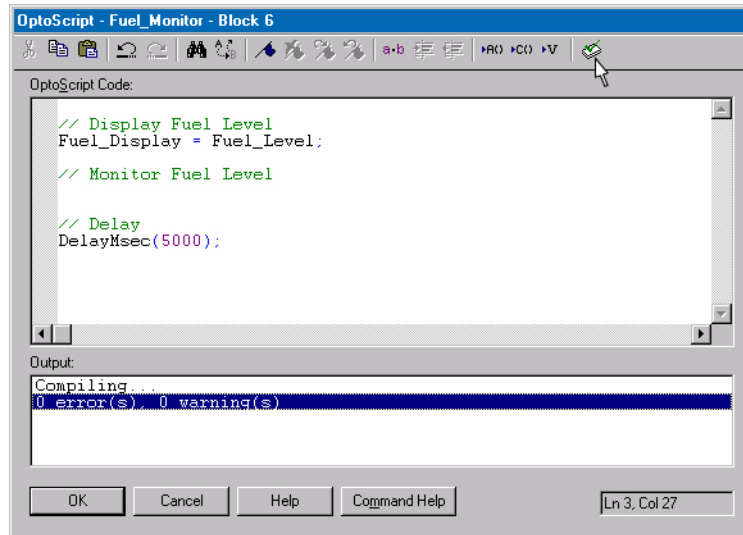 OptoScript - Fuel_Monitor - Block 6
a·b A() C() V
OptoScript Code:
// Display Fuel Level
Fuel_Display = Fuel_Level;
// Monitor Fuel Level
// Delay
DelayMsec(5000);
Output:
Compiling...
0 error(s), 0 warning(s)
OK Cancel Help Command Help Ln 3, Col 27